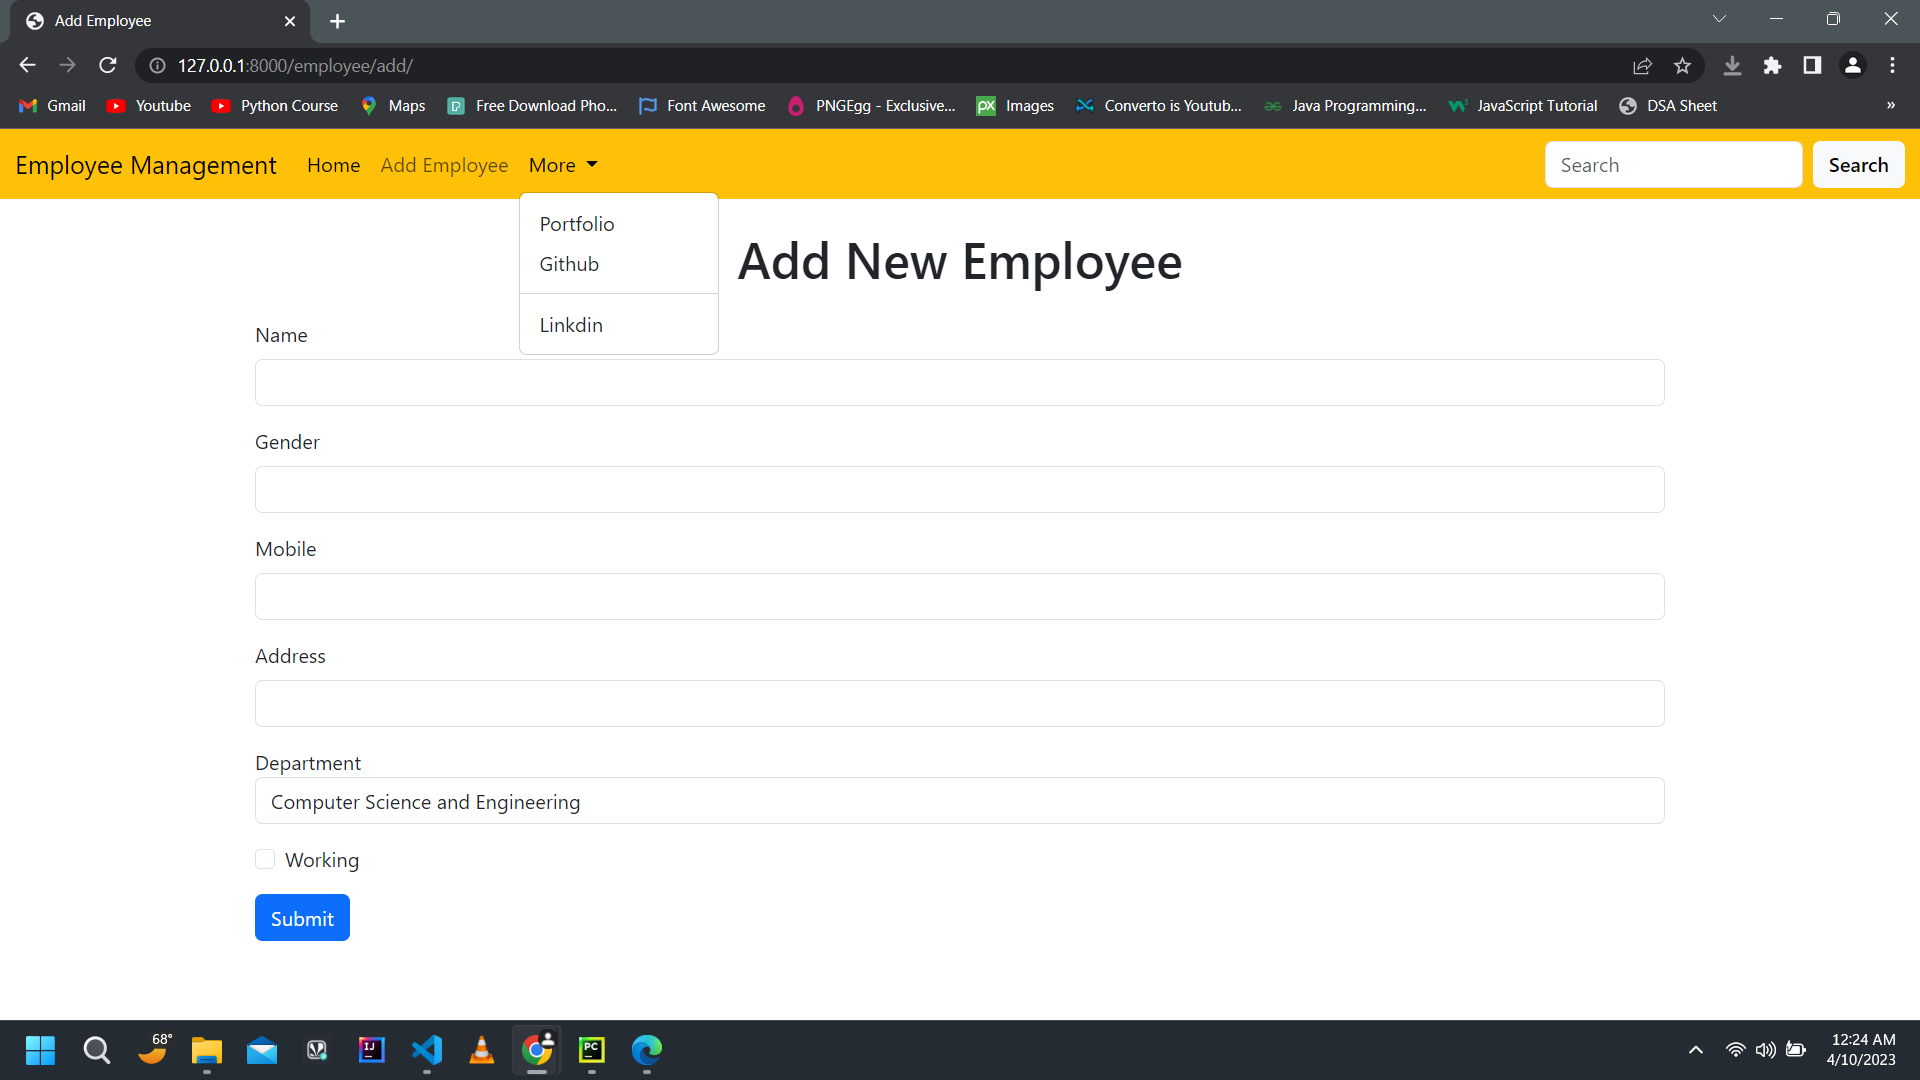 Add Employee
127.0.0.1:8000/employee/add/
Gmail Youtube Python Course Maps Free Download Pho... Font Awesome PNGEgg - Exclusive... Images Converto is Youtub... Java Programming... JavaScript Tutorial DSA Sheet »
Employee Management Home Add Employee More Search Search
Portfolio
Github
Linkdin
Add New Employee
Name
Gender
Mobile
Address
Department
Computer Science and Engineering
Working
Submit
68°
12:24 AM
4/10/2023